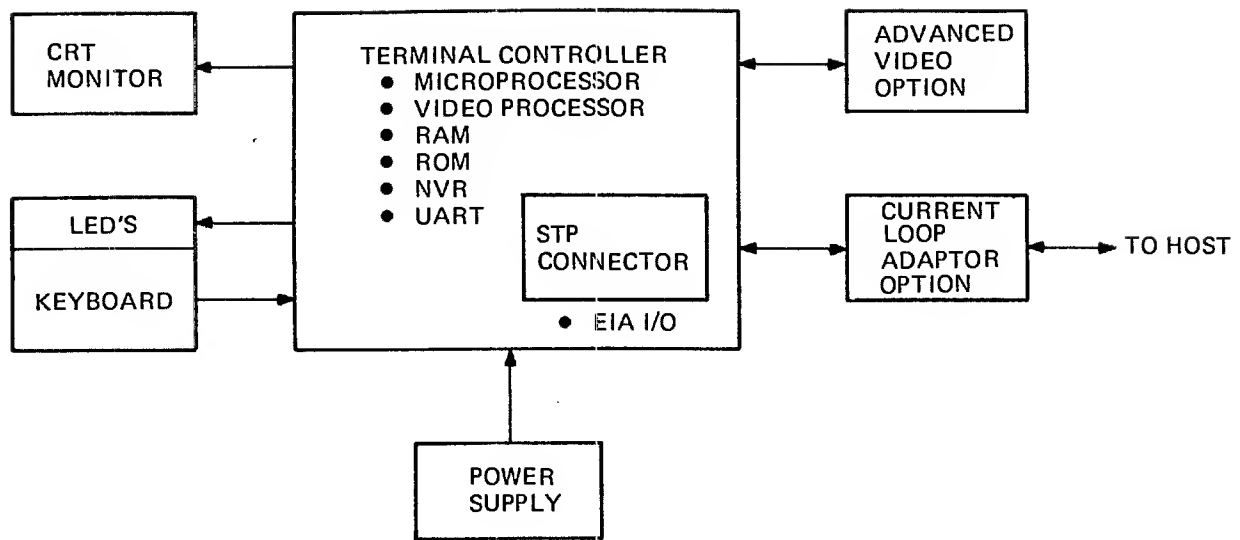 CRT
MONITOR
LED'S
KEYBOARD
TERMINAL CONTROLLER
● MICROPROCESSOR
● VIDEO PROCESSOR
● RAM
● ROM
● NVR
● UART
STP
CONNECTOR
● EIA I/O
ADVANCED
VIDEO
OPTION
CURRENT
LOOP
ADAPTOR
OPTION
TO HOST
POWER
SUPPLY